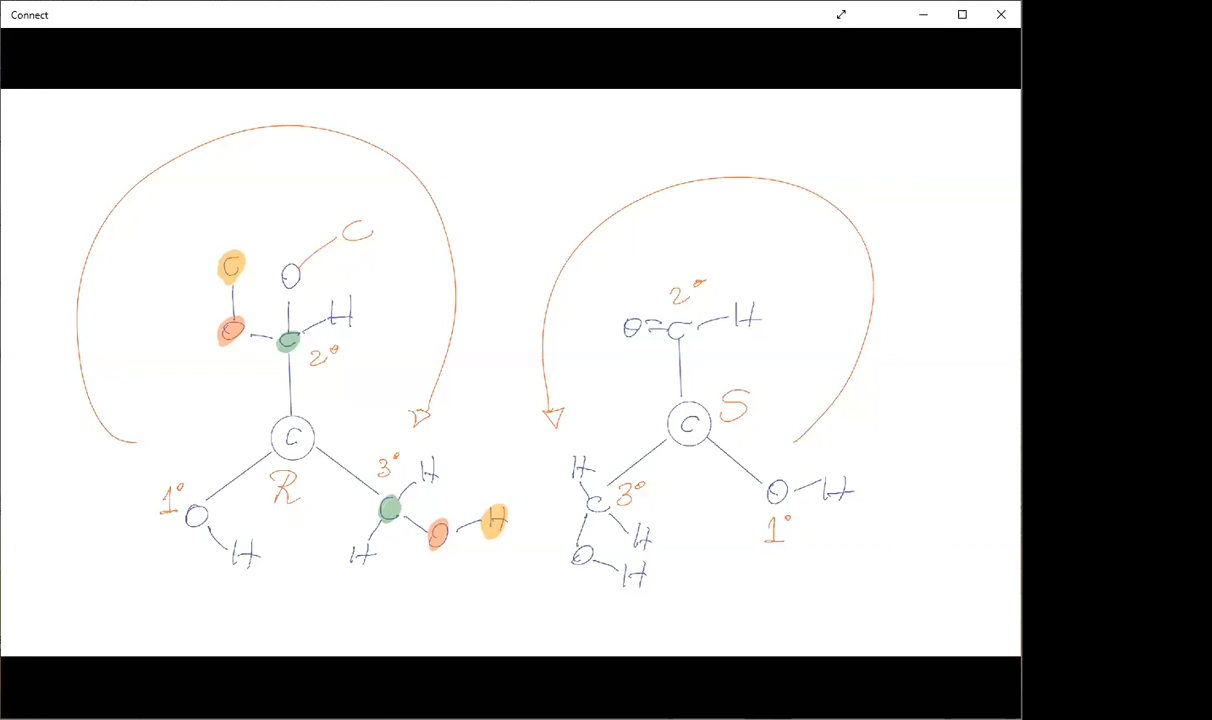 Connect
C
C O
O C H
2°
C
R
1° O H
3° H
C
H O H
2°
O = C H
C S
H
C 3°
H
O H
O H
1°